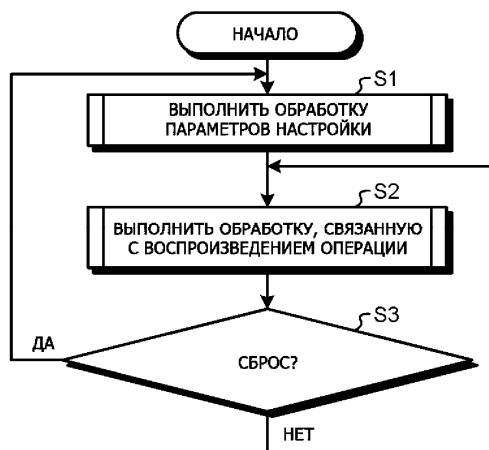 НАЧАЛО
S1
ВЫПОЛНИТЬ ОБРАБОТКУ
ПАРАМЕТРОВ НАСТРОЙКИ
S2
ВЫПОЛНИТЬ ОБРАБОТКУ, СВЯЗАННУЮ
С ВОСПРОИЗВЕДЕНИЕМ ОПЕРАЦИИ
S3
ДА
СБРОС?
НЕТ